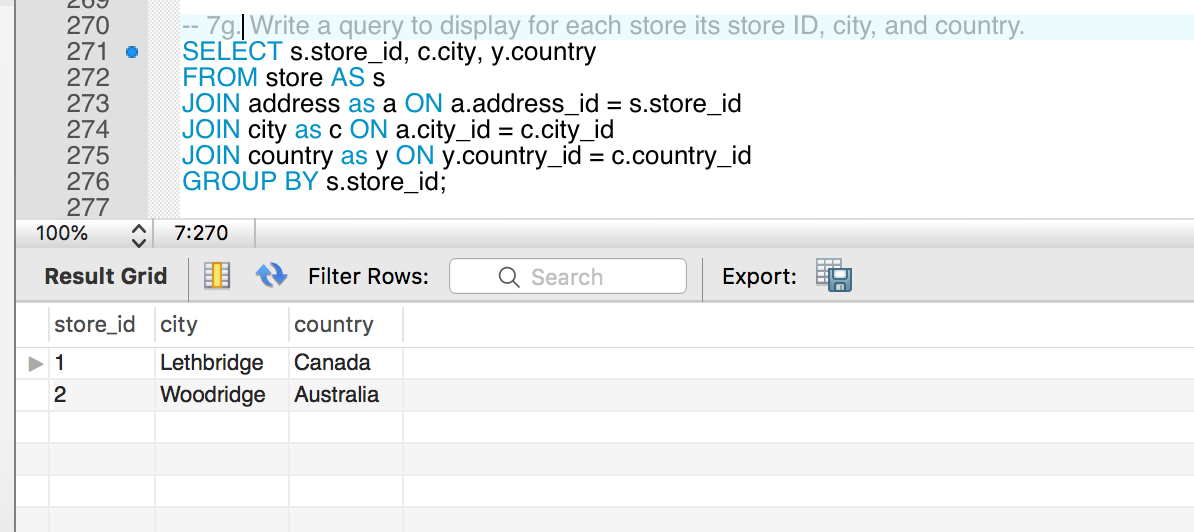 269
270 -- 7g. Write a query to display for each store its store ID, city, and country.
271 SELECT s.store_id, c.city, y.country
272 FROM store AS s
273 JOIN address as a ON a.address_id = s.store_id
274 JOIN city as c ON a.city_id = c.city_id
275 JOIN country as y ON y.country_id = c.country_id
276 GROUP BY s.store_id;
277
100% 7:270
Result Grid Filter Rows: Search Export:
store_id city country
1 Lethbridge Canada
2 Woodridge Australia